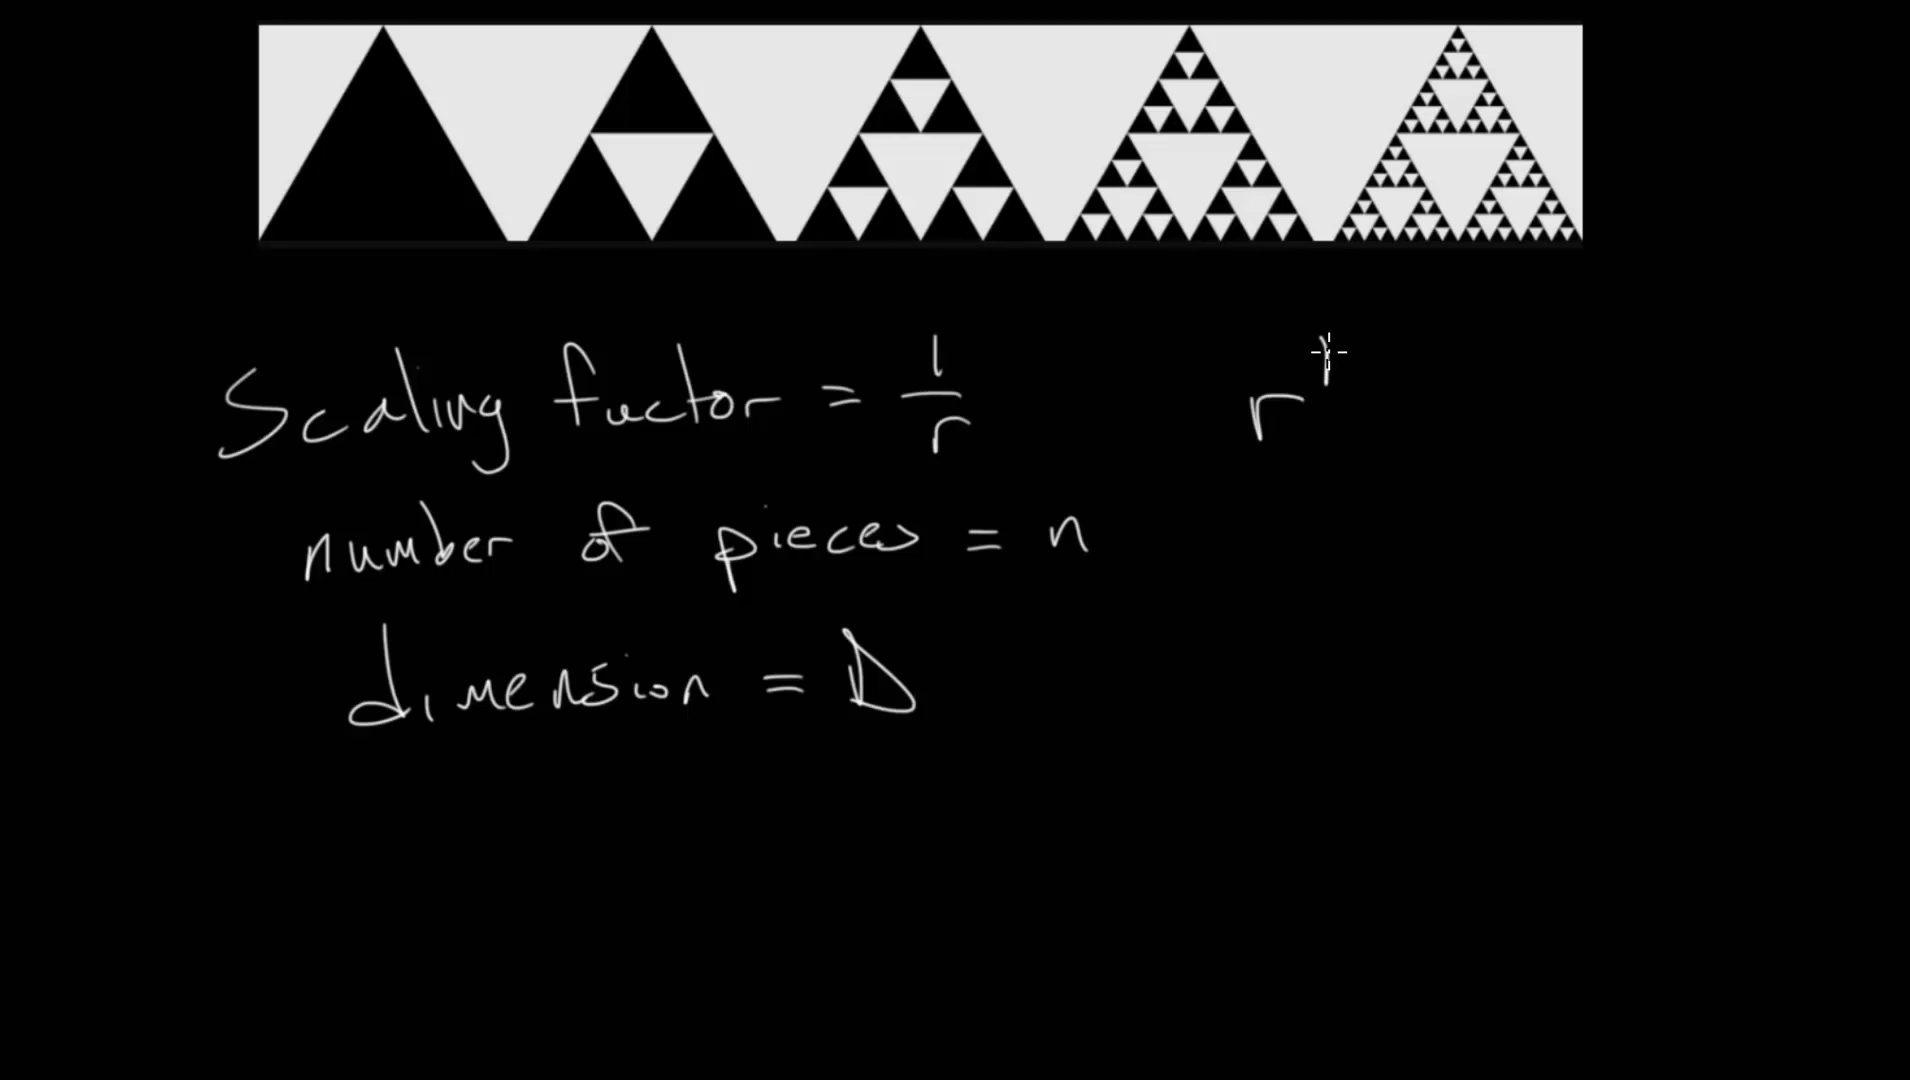 Scaling factor = 1/r
r
number of pieces = n
dimension = D